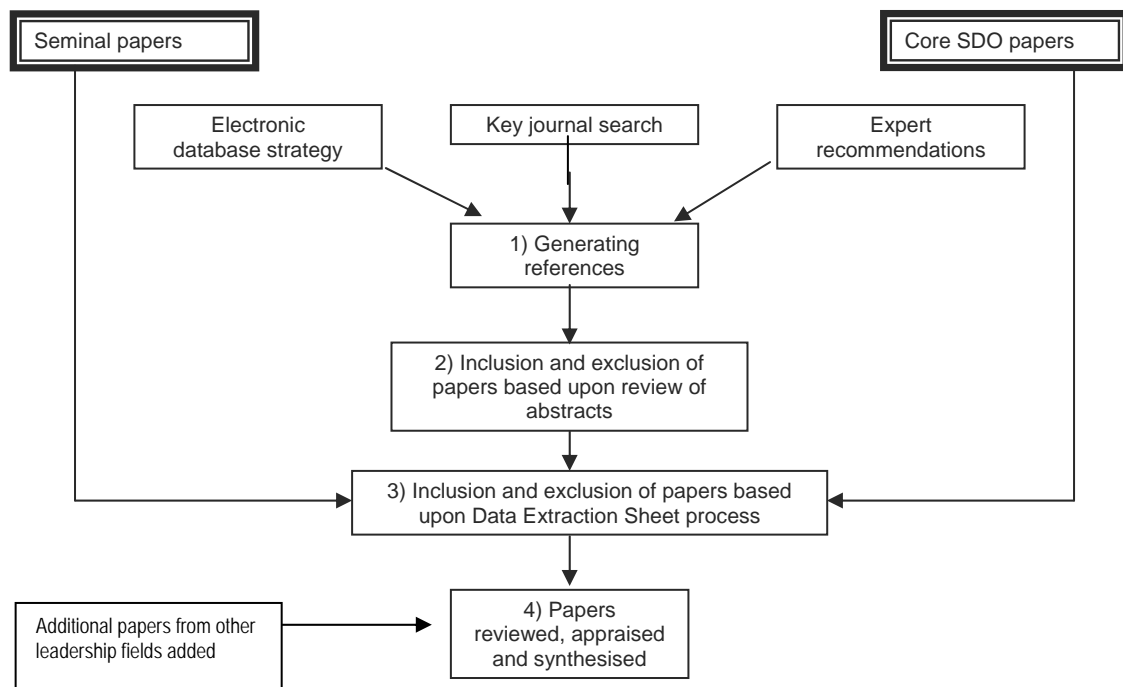 Seminal papers
Core SDO papers
Electronic
database strategy
Key journal search
Expert
recommendations
1) Generating
references
2) Inclusion and exclusion of
papers based upon review of
abstracts
3) Inclusion and exclusion of papers based
upon Data Extraction Sheet process
Additional papers from other
leadership fields added
4) Papers
reviewed, appraised
and synthesised